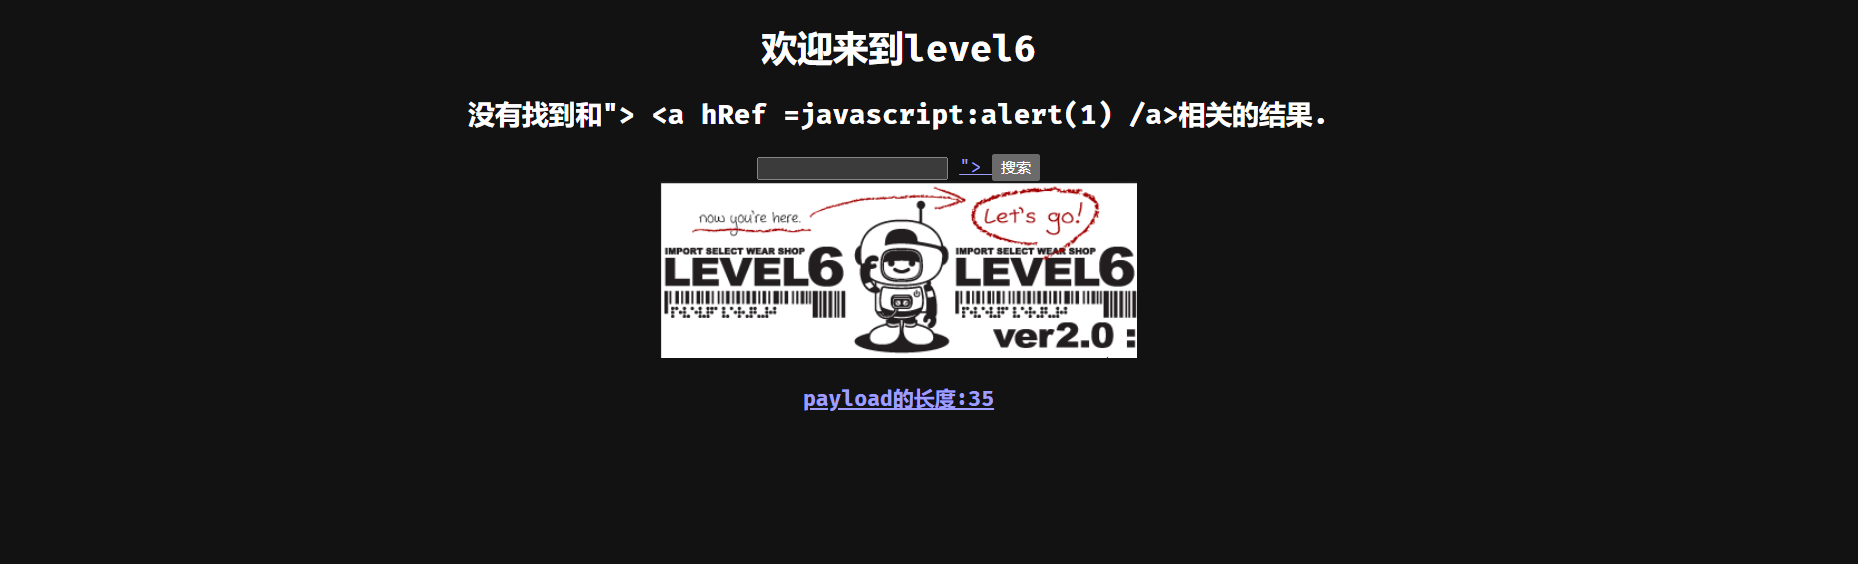 欢迎来到level6
没有找到和"> <a hRef =javascript:alert(1) /a>相关的结果.
"> 搜索
now you're here. Let's go!
IMPORT SELECT WEAR SHOP IMPORT SELECT WEAR SHOP
LEVEL6 LEVEL6
ver2.0 :
payload的长度:35